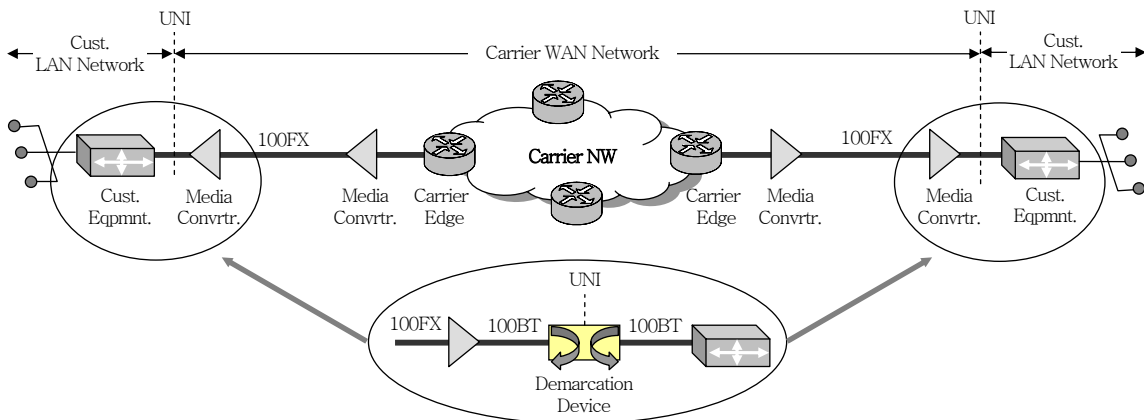 UNI
UNI
Cust.
LAN Network
Carrier WAN Network
Cust.
LAN Network
100FX
100FX
Carrier NW
Cust.
Eqpmnt.
Media
Convrtr.
Media
Convrtr.
Carrier
Edge
Carrier
Edge
Media
Convrtr.
Media
Convrtr.
Cust.
Eqpmnt.
UNI
100FX
100BT
100BT
Demarcation
Device